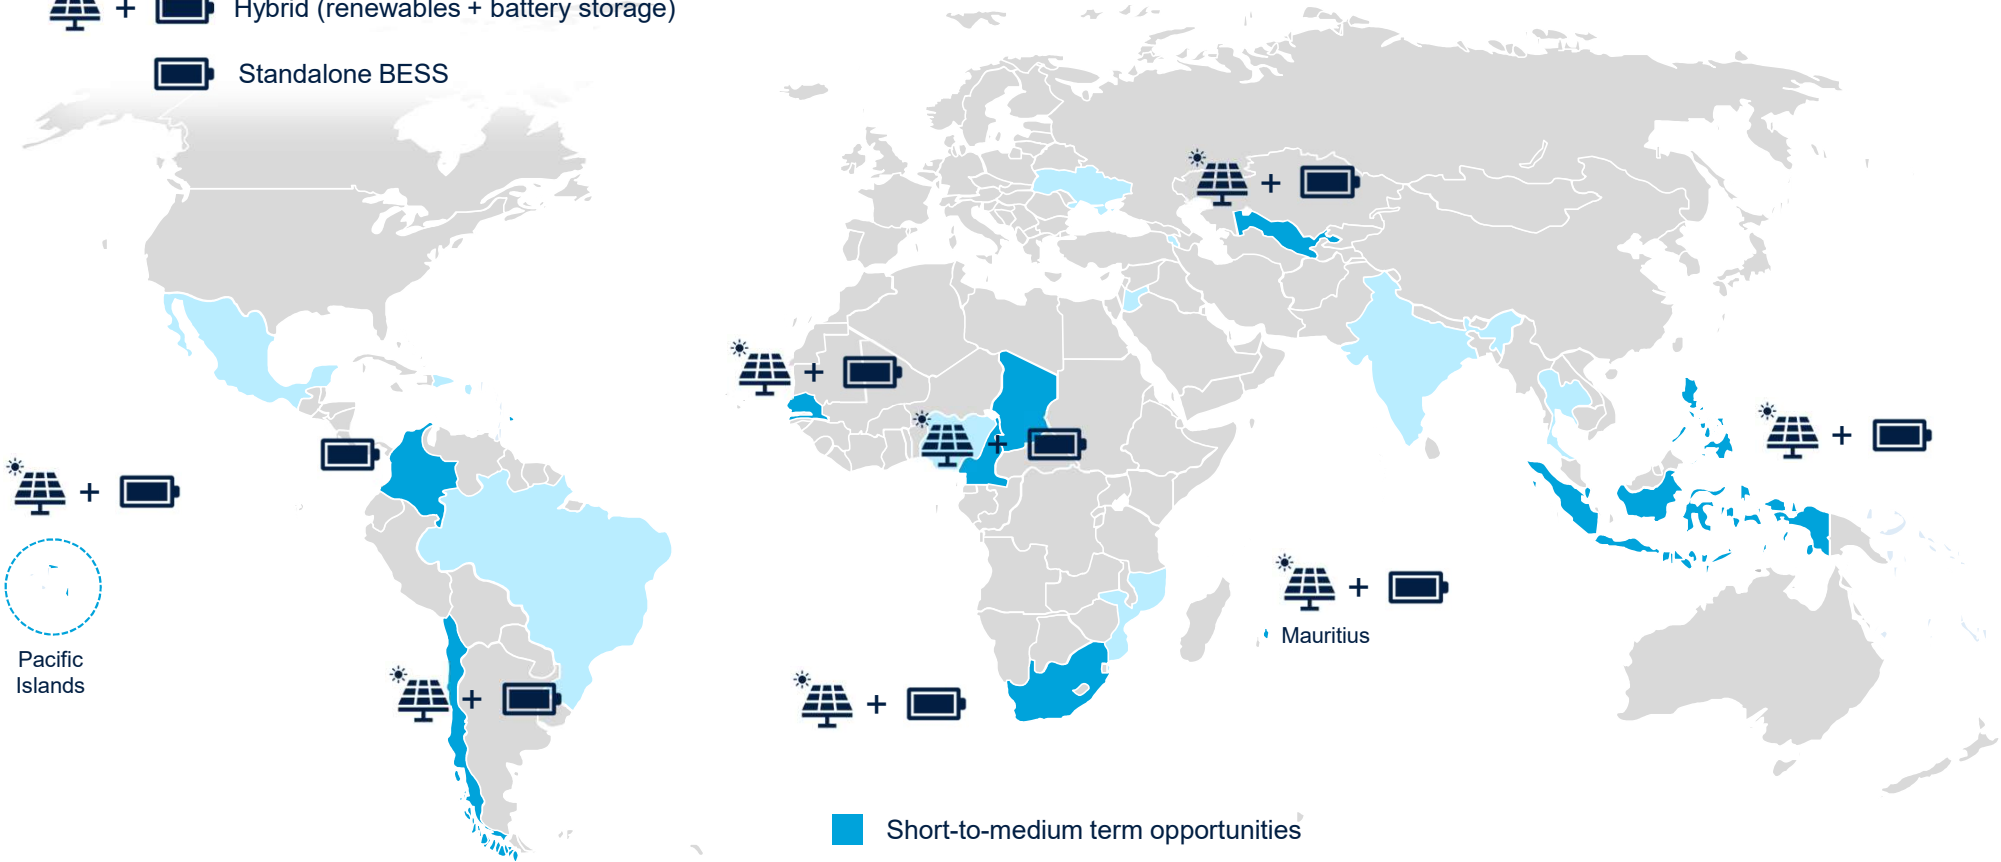 Hybrid (renewables + battery storage)
Standalone BESS
Pacific
Islands
Mauritius
Short-to-medium term opportunities